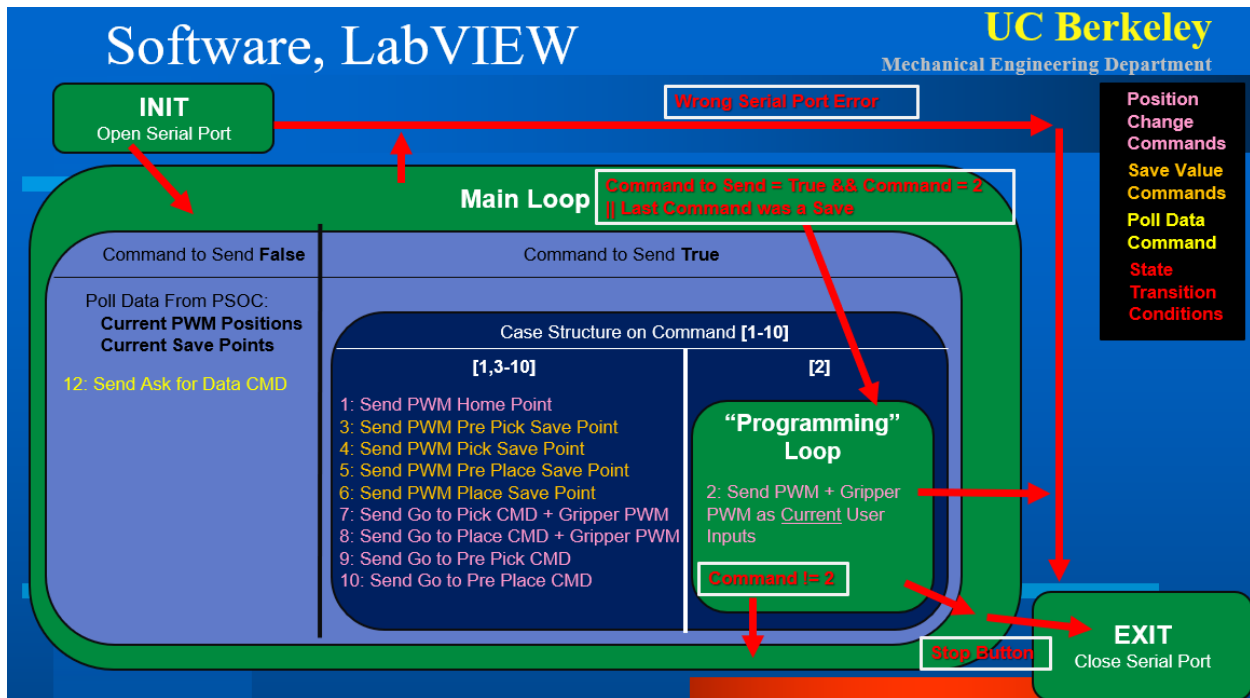 Software, LabVIEW
UC Berkeley
Mechanical Engineering Department
INIT
Open Serial Port
Wrong Serial Port Error
Position
Change
Commands
Save Value
Commands
Poll Data
Command
State
Transition
Conditions
Main Loop
Command to Send = True && Command = 2
|| Last Command was a Save
Command to Send False
Command to Send True
Poll Data From PSOC:
Current PWM Positions
Current Save Points
12: Send Ask for Data CMD
Case Structure on Command [1-10]
[1,3-10]
1: Send PWM Home Point
3: Send PWM Pre Pick Save Point
4: Send PWM Pick Save Point
5: Send PWM Pre Place Save Point
6: Send PWM Place Save Point
7: Send Go to Pick CMD + Gripper PWM
8: Send Go to Place CMD + Gripper PWM
9: Send Go to Pre Pick CMD
10: Send Go to Pre Place CMD
[2]
“Programming”
Loop
2: Send PWM + Gripper
PWM as Current User
Inputs
Command != 2
Stop Button
EXIT
Close Serial Port